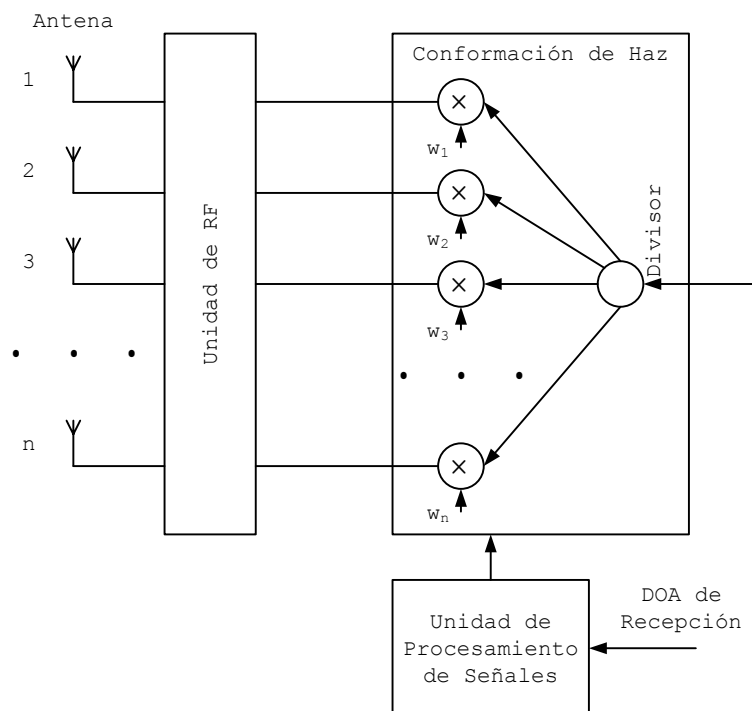 Antena
1
2
3
. . .
n
Unidad de RF
Conformación de Haz
×
w1
×
w2
×
w3
. . .
×
wn
Divisor
Unidad de
Procesamiento
de Señales
DOA de
Recepción